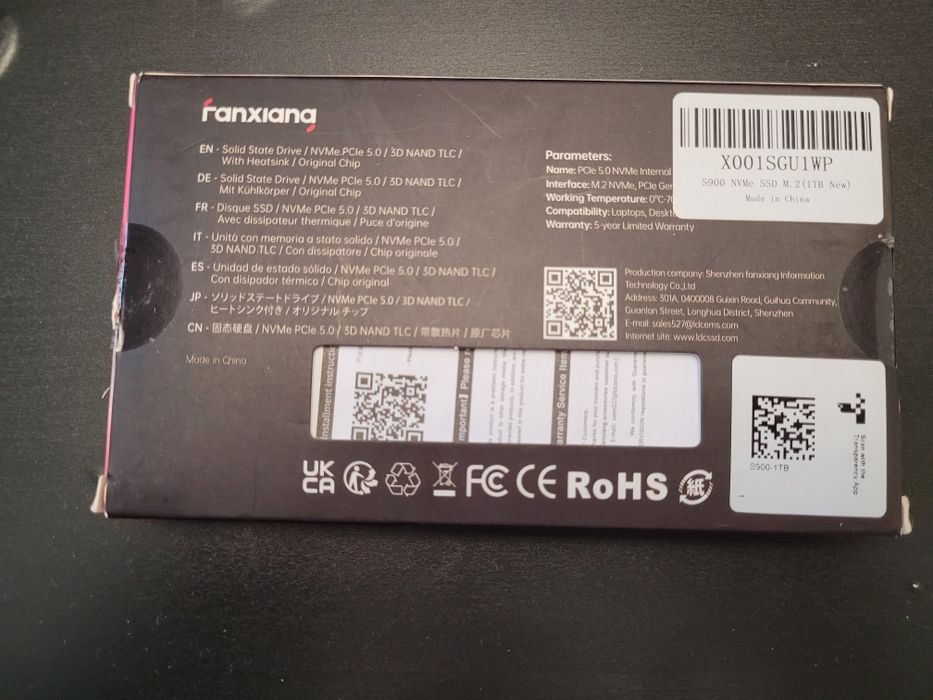 fanxiang
EN - Solid State Drive / NVMe PCIe 5.0 / 3D NAND TLC /
With Heatsink / Original Chip
DE - Solid State Drive / NVMe PCIe 5.0 / 3D NAND TLC /
Mit Kühlkörper / Original Chip
FR - Disque SSD / NVMe PCIe 5.0 / 3D NAND TLC /
Avec dissipateur thermique / Puce d'origine
IT - Unità con memoria a stato solido / NVMe PCIe 5.0 /
3D NAND TLC / Con dissipatore / Chip originale
ES - Unidad de estado sólido / NVMe PCIe 5.0 / 3D NAND TLC /
Con disipador térmico / Chip original
JP - ソリッドステートドライブ / NVMe PCIe 5.0 / 3D NAND TLC /
ヒートシンク付き / オリジナル チップ
CN - 固态硬盘 / NVMe PCIe 5.0 / 3D NAND TLC / 带散热片 / 原厂芯片
Made in China
Parameters:
Name: PCIe 5.0 NVMe Internal
Interface: M.2 NVMe, PCIe Ger
Working Temperature: 0°C-70
Compatibility: Laptops, Deskt
Warranty: 5-year Limited Warranty
X001SGU1WP
S900 NVMe SSD M.2(1TB New)
Made in China
Production company: Shenzhen fanxiang Information
Technology Co.,Ltd
Address: 301A, 0400008 Guixin Road, Guihua Community,
Guanlan Street, Longhua District, Shenzhen
E-mail: sales527@ldcems.com
Internet site: www.ldcssd.com
nstallment instructio
mportant】Please r
arranty Service Item
S900-1TB
Scan with the
Transparency App
1
UK
CA
FC CE RoHS 紙